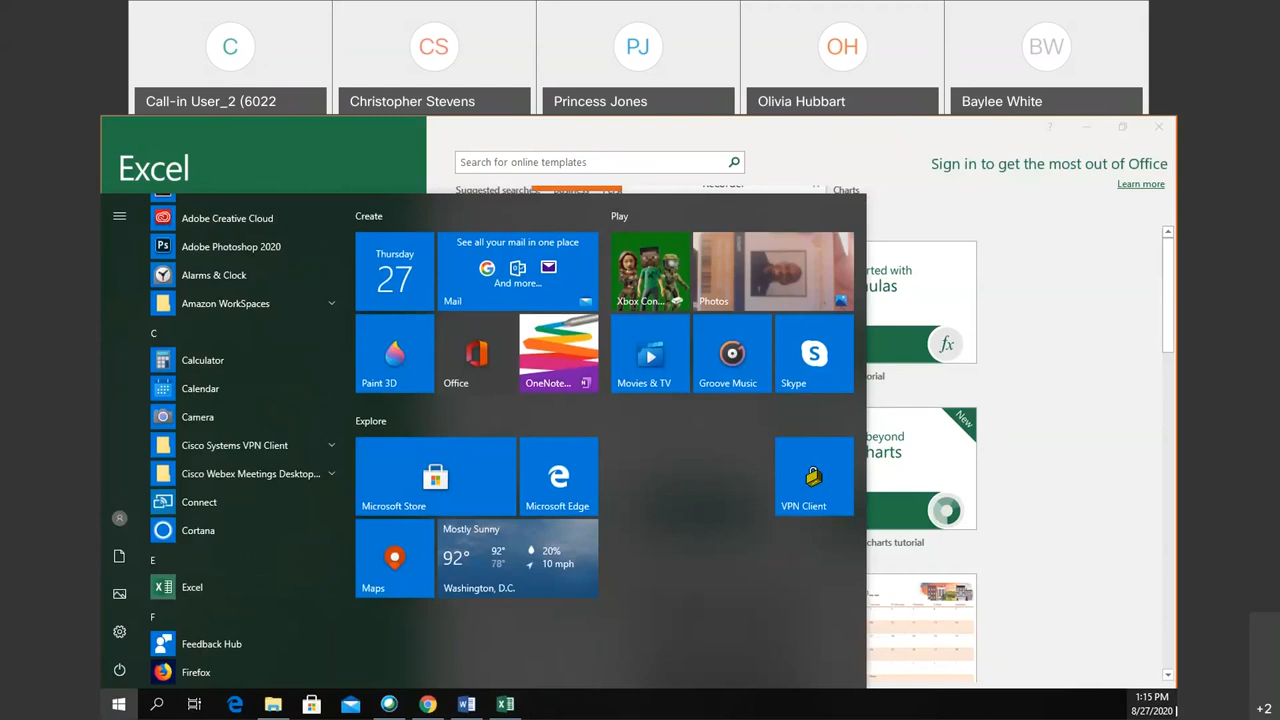 C
CS
PJ
OH
BW
Call-in User_2 (6022
Christopher Stevens
Princess Jones
Olivia Hubbart
Baylee White
Excel
Search for online templates
Sign in to get the most out of Office
Learn more
Suggested searches:
Charts
Adobe Creative Cloud
Adobe Photoshop 2020
Alarms & Clock
Amazon WorkSpaces
C
Calculator
Calendar
Camera
Cisco Systems VPN Client
Cisco Webex Meetings Desktop...
Connect
Cortana
E
Excel
F
Feedback Hub
Firefox
Create
Thursday
27
See all your mail in one place
And more...
Mail
Paint 3D
Office
OneNote...
Explore
Microsoft Store
Microsoft Edge
Maps
Mostly Sunny
92°
92°
78°
20%
10 mph
Washington, D.C.
Play
Xbox Con...
Photos
Movies & TV
Groove Music
Skype
VPN Client
rted with
ulas
fx
orial
New
beyond
harts
charts tutorial
1:15 PM
8/27/2020
+2